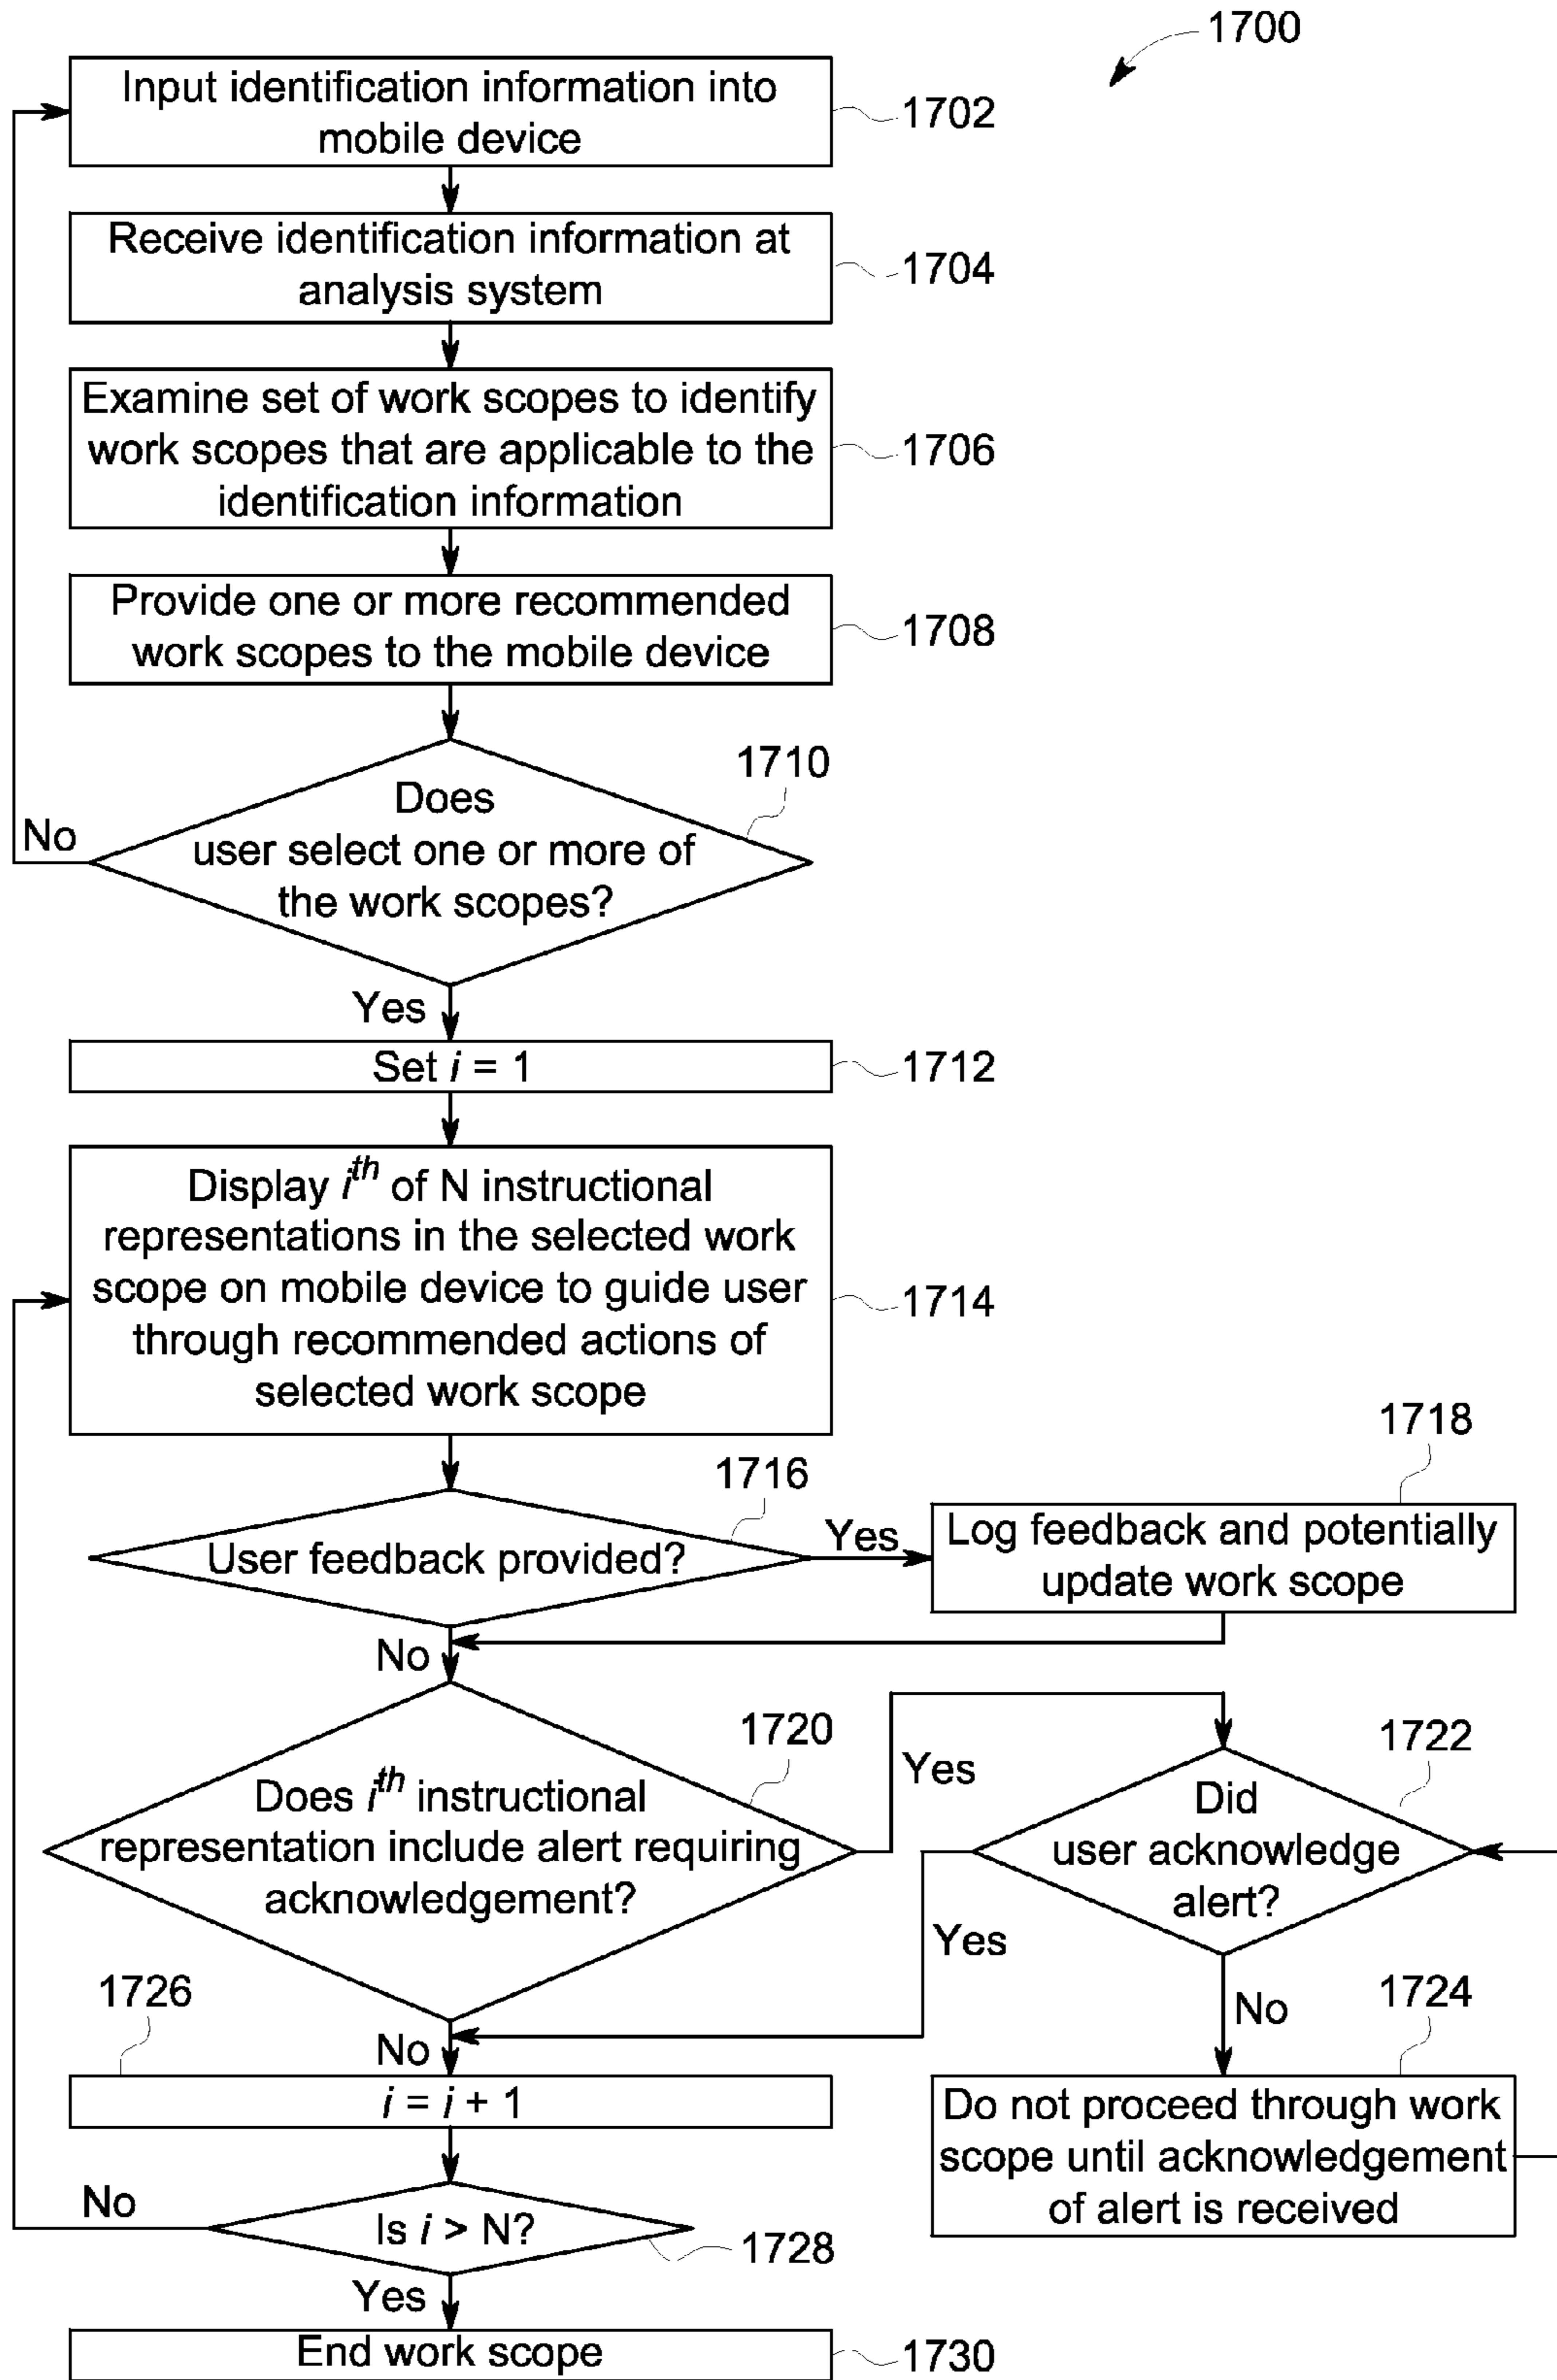 1700
Input identification information into
mobile device
1702
Receive identification information at
analysis system
1704
Examine set of work scopes to identify
work scopes that are applicable to the
identification information
1706
Provide one or more recommended
work scopes to the mobile device
1708
1710
Does
user select one or more of
the work scopes?
No
Yes
Set i = 1
1712
Display ith of N instructional
representations in the selected work
scope on mobile device to guide user
through recommended actions of
selected work scope
1714
1716
User feedback provided?
Yes
1718
Log feedback and potentially
update work scope
No
1720
Does ith instructional
representation include alert requiring
acknowledgement?
Yes
1722
Did
user acknowledge
alert?
Yes
No
1724
Do not proceed through work
scope until acknowledgement
of alert is received
No
1726
i = i + 1
Is i > N?
1728
No
Yes
End work scope
1730